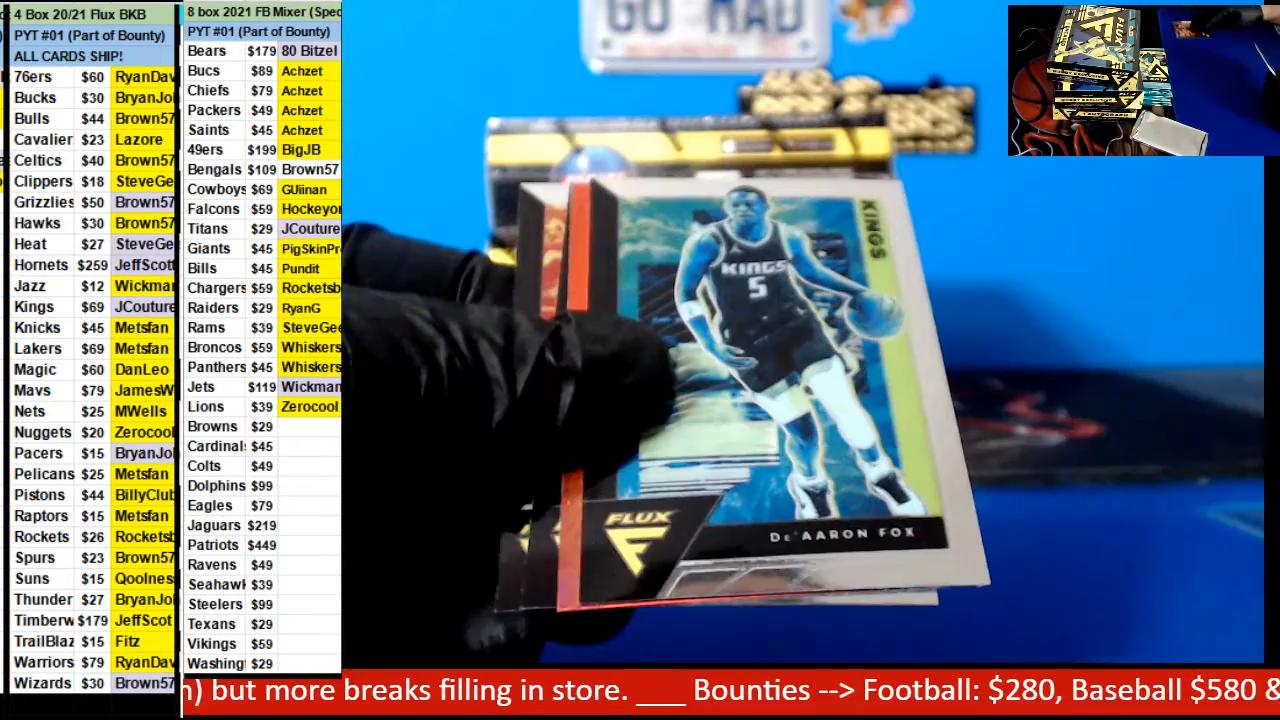 4 Box 20/21 Flux BKB
PYT #01 (Part of Bounty)
ALL CARDS SHIP!
76ers $60 RyanDav
Bucks $30 BryanJo
Bulls $44 Brown57
Cavalier $23 Lazore
Celtics $40 Brown57
Clippers $18 SteveGe
Grizzlies $50 Brown57
Hawks $30 Brown57
Heat $27 SteveGe
Hornets $259 JeffScott
Jazz $12 Wickma
Kings $69 JCouture
Knicks $45 Metsfan
Lakers $69 Metsfan
Magic $60 DanLeo
Mavs $79 JamesW
Nets $25 MWells
Nuggets $20 Zerocool
Pacers $15 BryanJo
Pelicans $25 Metsfan
Pistons $44 BillyClub
Raptors $15 Metsfan
Rockets $26 Rocketsb
Spurs $23 Brown57
Suns $15 Qoolnes
Thunder $27 BryanJo
Timberw $179 JeffScot
TrailBlaz $15 Fitz
Warriors $79 RyanDav
Wizards $30 Brown57
8 box 2021 FB Mixer (Spec
PYT #01 (Part of Bounty)
Bears $179 80 Bitzel
Bucs $89 Achzet
Chiefs $79 Achzet
Packers $49 Achzet
Saints $45 Achzet
49ers $199 BigJB
Bengals $109 Brown57
Cowboys $69 GUiinan
Falcons $59 Hockeyor
Titans $29 JCouture
Giants $45 PigSkinPr
Bills $45 Pundit
Chargers $59 Rocketsb
Raiders $29 RyanG
Rams $39 SteveGee
Broncos $59 Whiskers
Panthers $45 Whiskers
Jets $119 Wickman
Lions $39 Zerocool
Browns $29
Cardinal $45
Colts $49
Dolphins $99
Eagles $79
Jaguars $219
Patriots $449
Ravens $49
Seahawk $39
Steelers $99
Texans $29
Vikings $59
Washing $29
GO MAD
KINGS
KINGS
5
FLUX
DE'AARON FOX
FLUX
) but more breaks filling in store. ___ Bounties --> Football: $280, Baseball $580 &